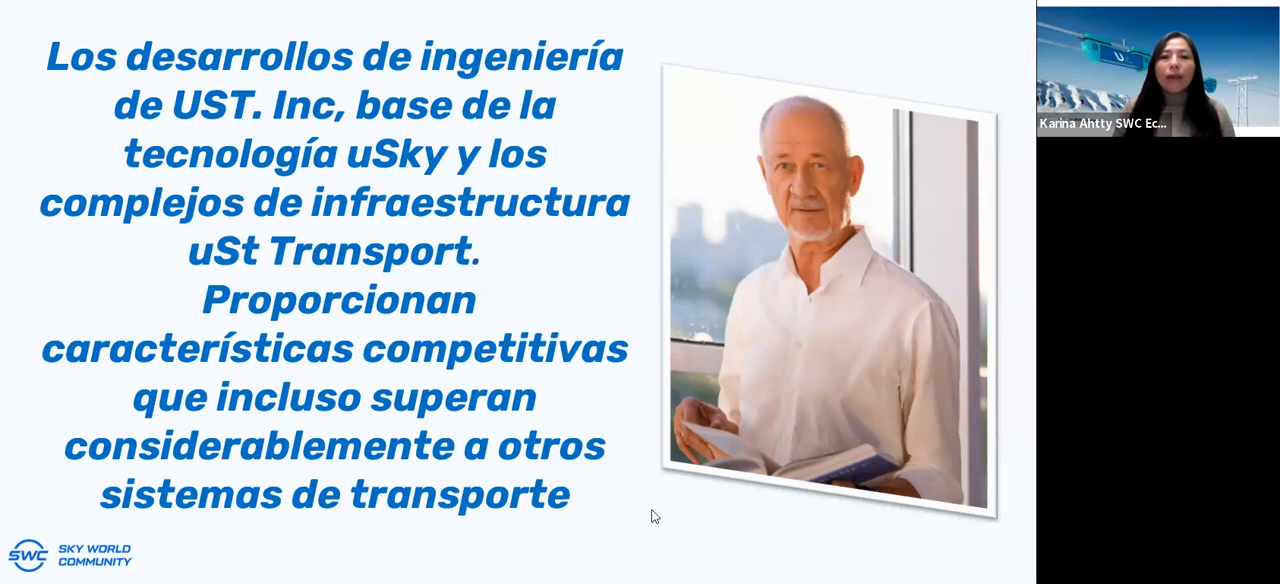 Los desarrollos de ingeniería
de UST. Inc, base de la
tecnología uSky y los
complejos de infraestructura
uSt Transport.
Proporcionan
características competitivas
que incluso superan
considerablemente a otros
sistemas de transporte
SWC SKY WORLD
COMMUNITY
U
Karina Ahtty SWC Ec...